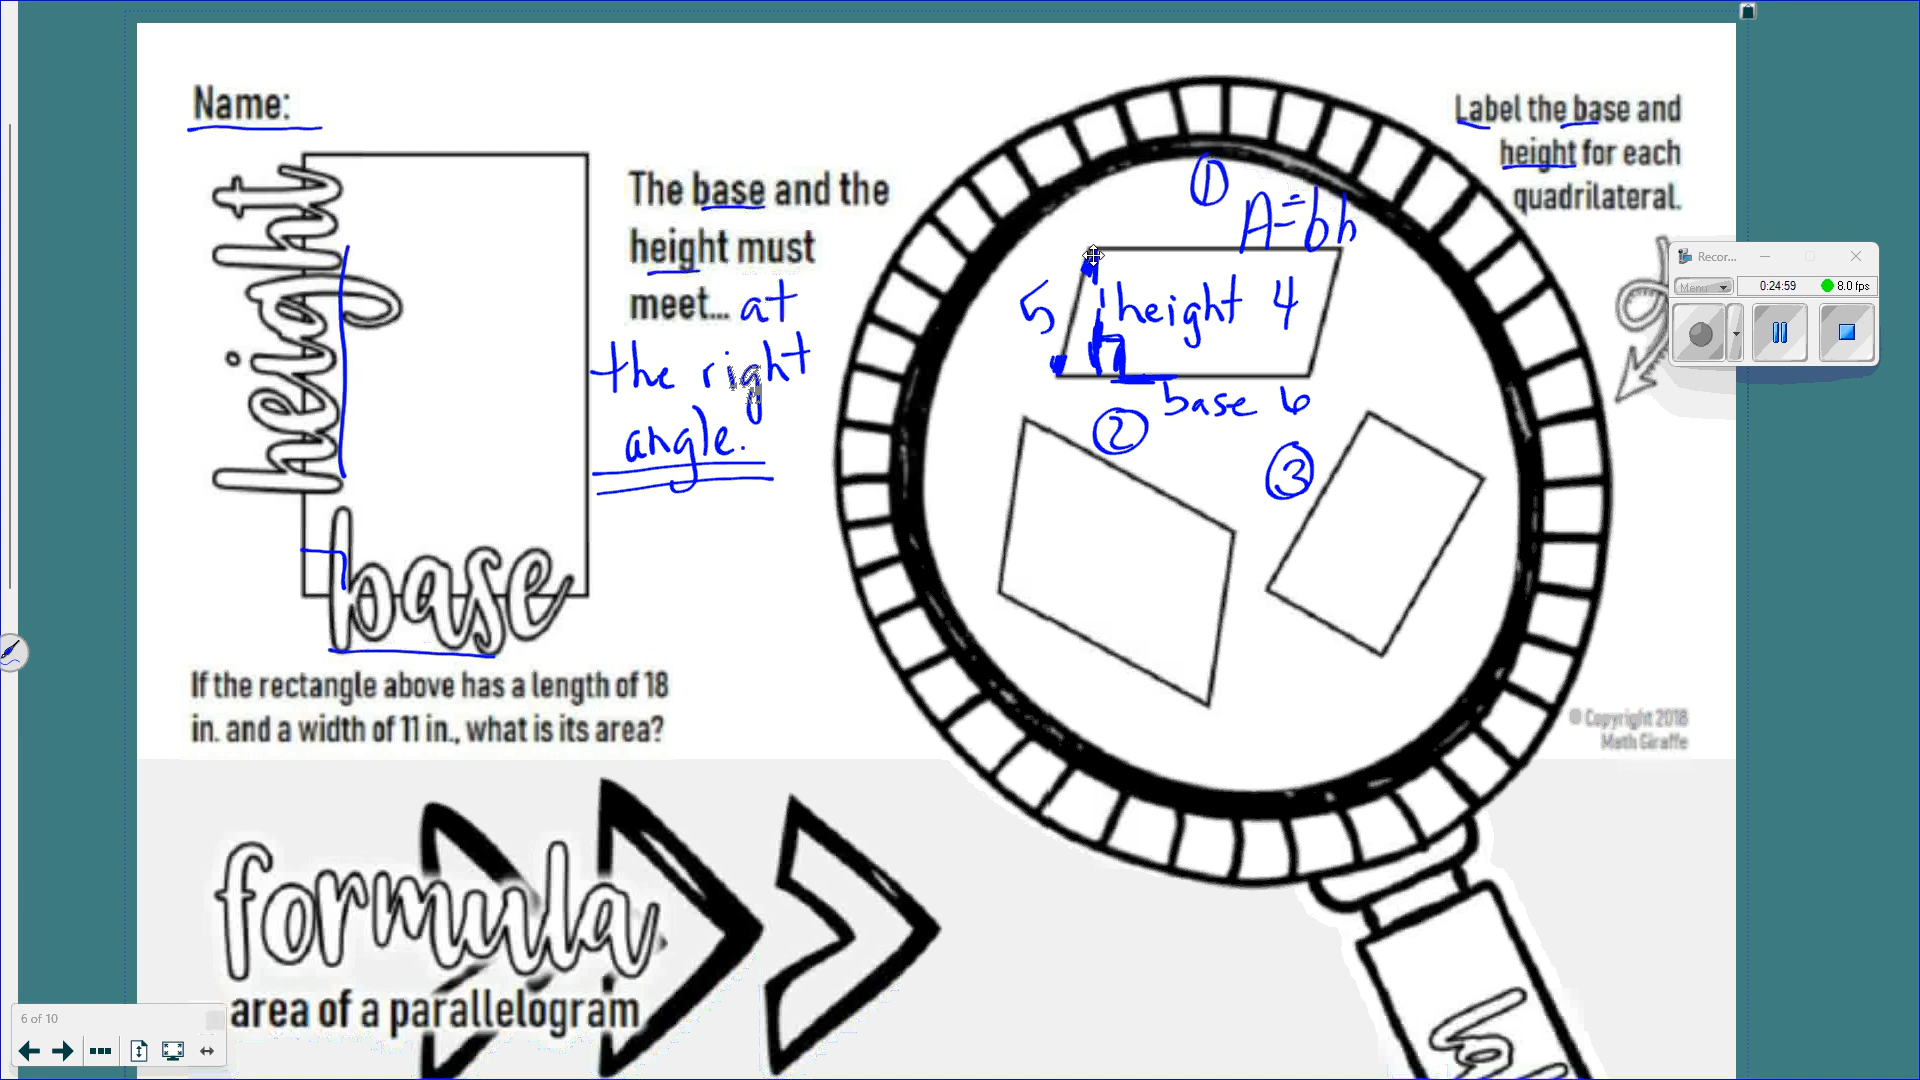 Name:
height
base
The base and the
height must
meet... at
the right
angle.
If the rectangle above has a length of 18
in. and a width of 11 in., what is its area?
Label the base and
height for each
quadrilateral.
①
A = bh
5
height 4
base 6
②
③
© Copyright 2018
Math Giraffe
formula
area of a parallelogram
Recor...
Menu
0:24:59
8.0 fps
6 of 10